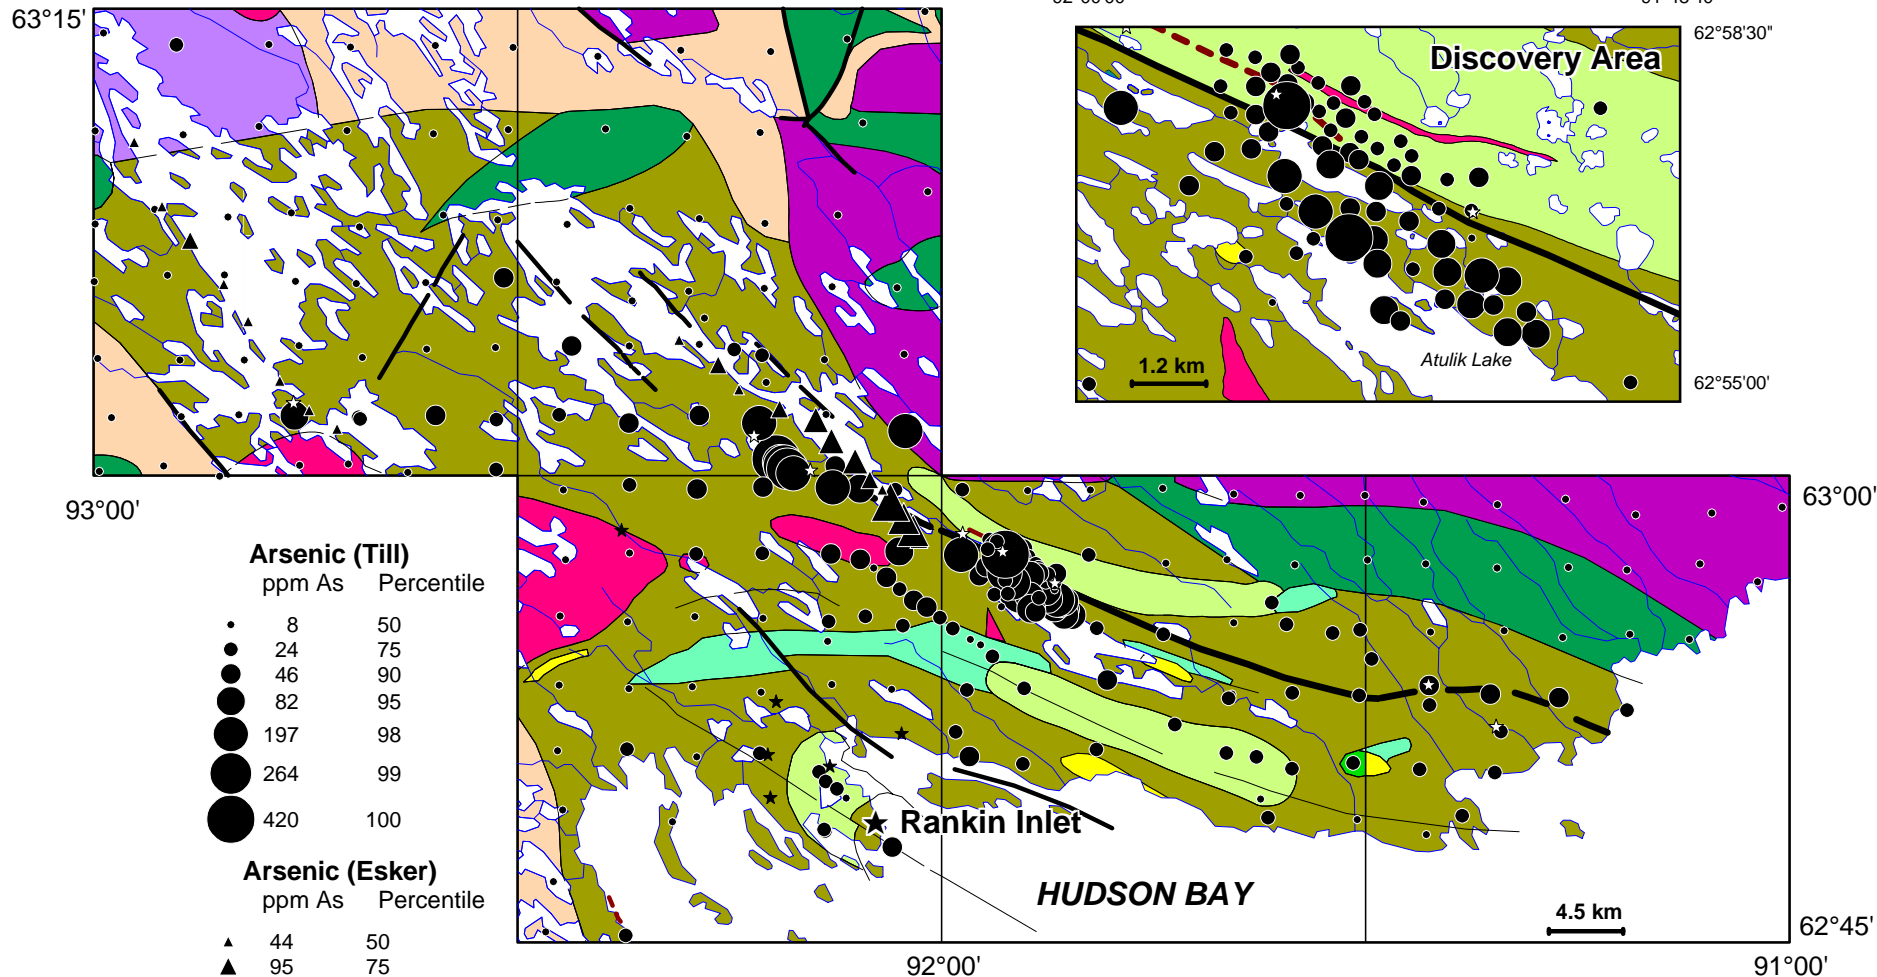 63°15'
62°58'30"
Discovery Area
1.2 km
Atulik Lake
62°55'00'
93°00'
63°00'
Arsenic (Till)
ppm As Percentile
8 50
24 75
46 90
82 95
197 98
264 99
420 100
Arsenic (Esker)
ppm As Percentile
44 50
95 75
Rankin Inlet
HUDSON BAY
4.5 km
62°45'
92°00'
91°00'